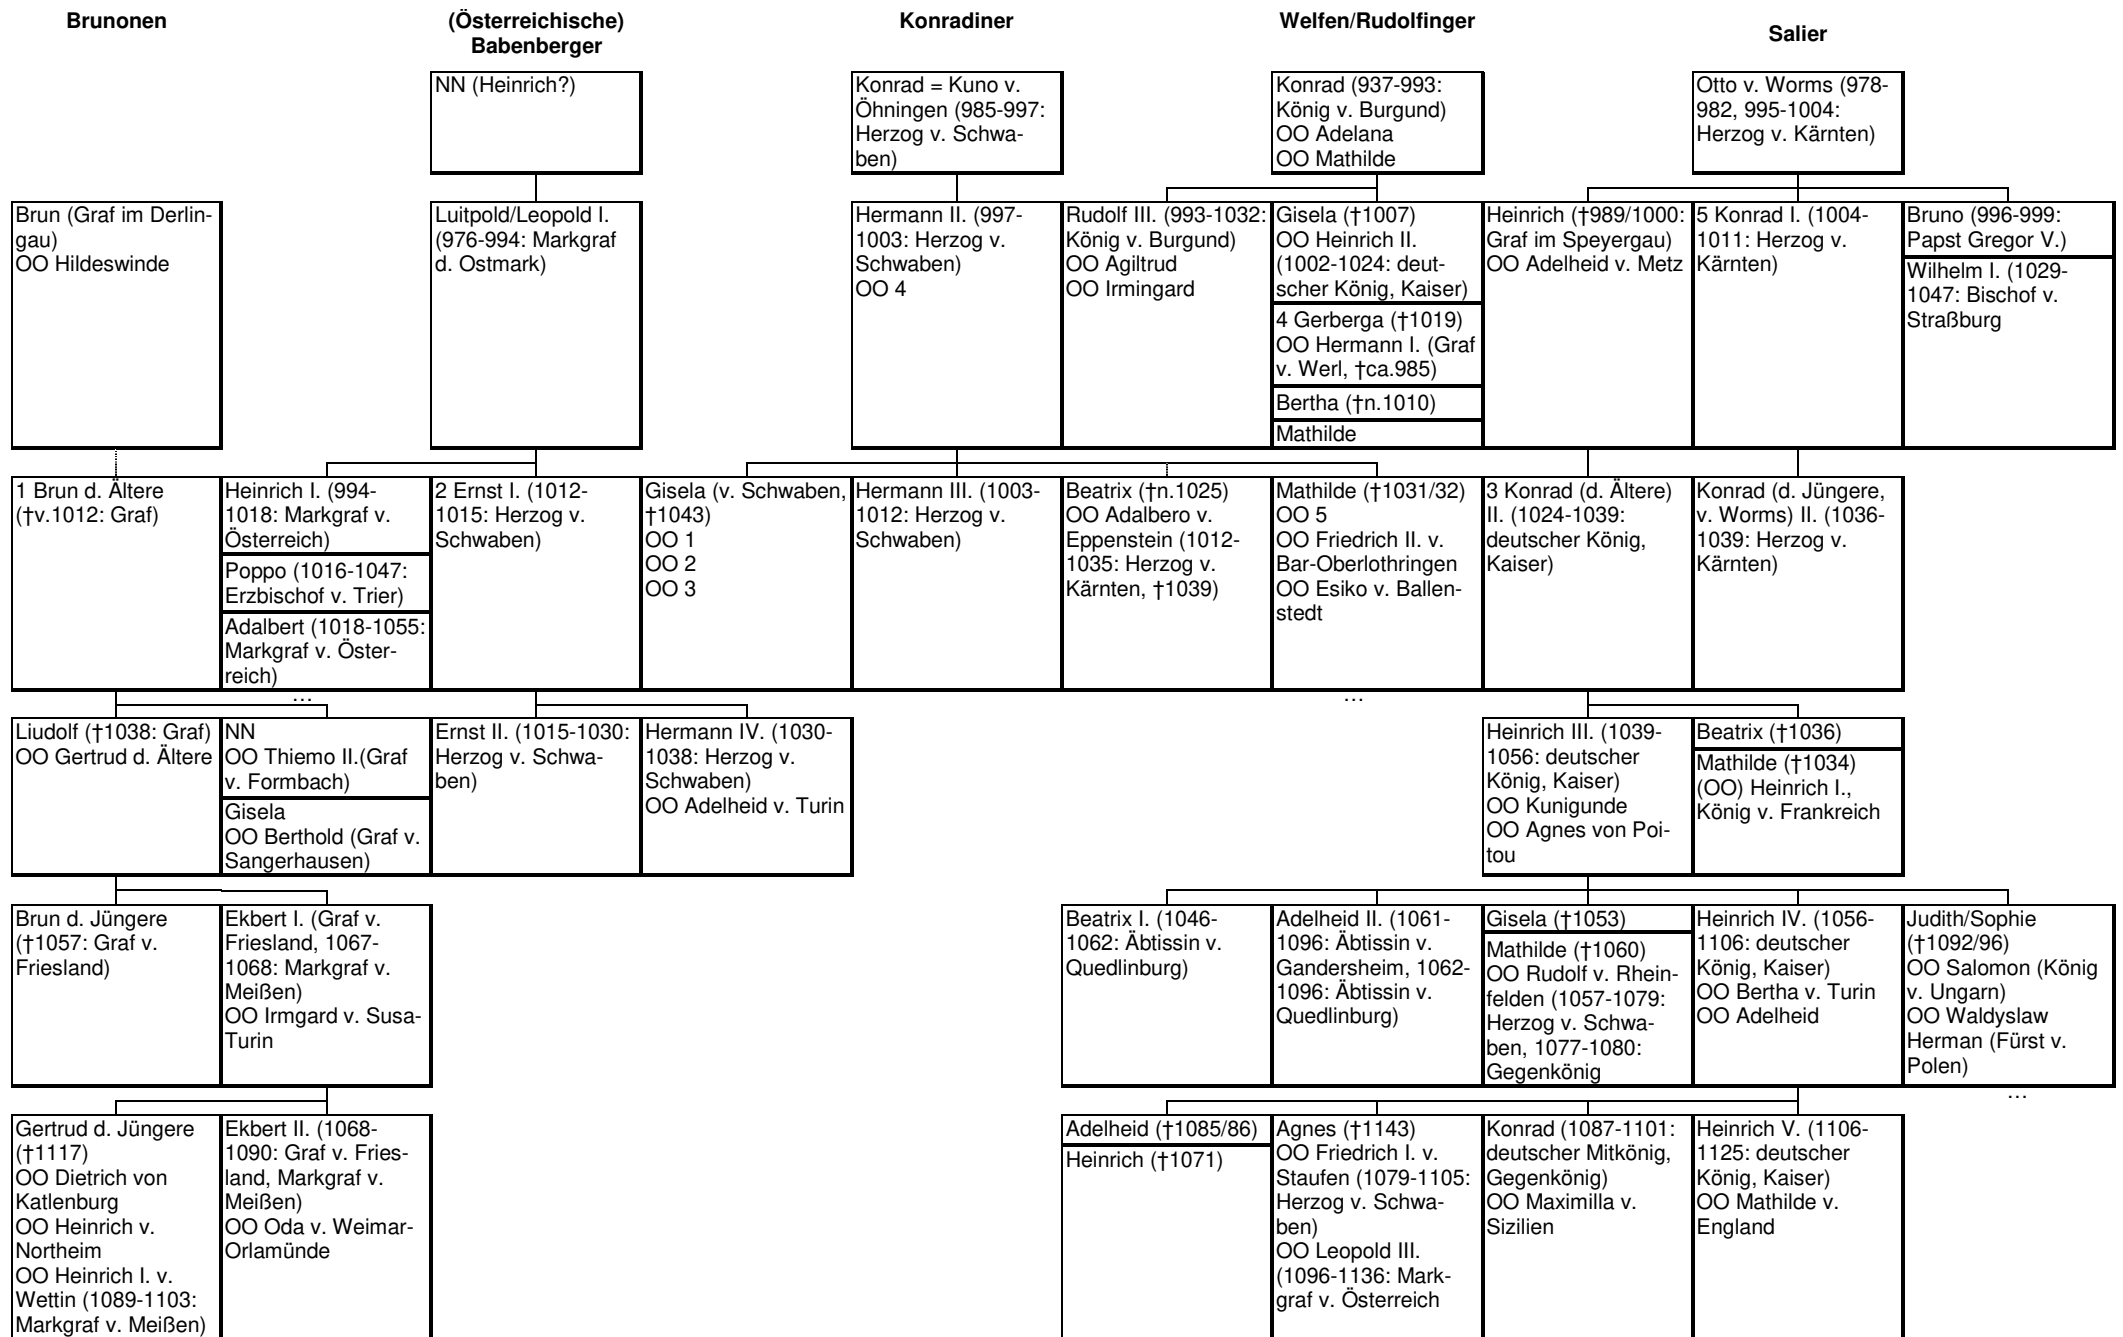 Brunonen
(Österreichische)
Babenberger
Konradiner
Welfen/Rudolfinger
Salier
NN (Heinrich?)
Konrad = Kuno v.
Öhningen (985-997:
Herzog v. Schwa-
ben)
Konrad (937-993:
König v. Burgund)
OO Adelana
OO Mathilde
Otto v. Worms (978-
982, 995-1004:
Herzog v. Kärnten)
Brun (Graf im Derlin-
gau)
OO Hildeswinde
Luitpold/Leopold I.
(976-994: Markgraf
d. Ostmark)
Hermann II. (997-
1003: Herzog v.
Schwaben)
OO 4
Rudolf III. (993-1032:
König v. Burgund)
OO Agiltrud
OO Irmingard
Gisela (†1007)
OO Heinrich II.
(1002-1024: deut-
scher König, Kaiser)
4 Gerberga (†1019)
OO Hermann I. (Graf
v. Werl, †ca.985)
Bertha (†n.1010)
Mathilde
Heinrich (†989/1000:
Graf im Speyergau)
OO Adelheid v. Metz
5 Konrad I. (1004-
1011: Herzog v.
Kärnten)
Bruno (996-999:
Papst Gregor V.)
Wilhelm I. (1029-
1047: Bischof v.
Straßburg
1 Brun d. Ältere
(†v.1012: Graf)
Heinrich I. (994-
1018: Markgraf v.
Österreich)
Poppo (1016-1047:
Erzbischof v. Trier)
Adalbert (1018-1055:
Markgraf v. Öster-
reich)
2 Ernst I. (1012-
1015: Herzog v.
Schwaben)
Gisela (v. Schwaben,
†1043)
OO 1
OO 2
OO 3
Hermann III. (1003-
1012: Herzog v.
Schwaben)
Beatrix (†n.1025)
OO Adalbero v.
Eppenstein (1012-
1035: Herzog v.
Kärnten, †1039)
Mathilde (†1031/32)
OO 5
OO Friedrich II. v.
Bar-Oberlothringen
OO Esiko v. Ballen-
stedt
3 Konrad (d. Ältere)
II. (1024-1039:
deutscher König,
Kaiser)
Konrad (d. Jüngere,
v. Worms) II. (1036-
1039: Herzog v.
Kärnten)
…
…
Liudolf (†1038: Graf)
OO Gertrud d. Ältere
NN
OO Thiemo II.(Graf
v. Formbach)
Gisela
OO Berthold (Graf v.
Sangerhausen)
Ernst II. (1015-1030:
Herzog v. Schwa-
ben)
Hermann IV. (1030-
1038: Herzog v.
Schwaben)
OO Adelheid v. Turin
Heinrich III. (1039-
1056: deutscher
König, Kaiser)
OO Kunigunde
OO Agnes von Poi-
tou
Beatrix (†1036)
Mathilde (†1034)
(OO) Heinrich I.,
König v. Frankreich
Brun d. Jüngere
(†1057: Graf v.
Friesland)
Ekbert I. (Graf v.
Friesland, 1067-
1068: Markgraf v.
Meißen)
OO Irmgard v. Susa-
Turin
Beatrix I. (1046-
1062: Äbtissin v.
Quedlinburg)
Adelheid II. (1061-
1096: Äbtissin v.
Gandersheim, 1062-
1096: Äbtissin v.
Quedlinburg)
Gisela (†1053)
Mathilde (†1060)
OO Rudolf v. Rhein-
felden (1057-1079:
Herzog v. Schwa-
ben, 1077-1080:
Gegenkönig
Heinrich IV. (1056-
1106: deutscher
König, Kaiser)
OO Bertha v. Turin
OO Adelheid
Judith/Sophie
(†1092/96)
OO Salomon (König
v. Ungarn)
OO Waldyslaw
Herman (Fürst v.
Polen)
…
Gertrud d. Jüngere
(†1117)
OO Dietrich von
Katlenburg
OO Heinrich v.
Northeim
OO Heinrich I. v.
Wettin (1089-1103:
Markgraf v. Meißen)
Ekbert II. (1068-
1090: Graf v. Fries-
land, Markgraf v.
Meißen)
OO Oda v. Weimar-
Orlamünde
Adelheid (†1085/86)
Heinrich (†1071)
Agnes (†1143)
OO Friedrich I. v.
Staufen (1079-1105:
Herzog v. Schwa-
ben)
OO Leopold III.
(1096-1136: Mark-
graf v. Österreich
Konrad (1087-1101:
deutscher Mitkönig,
Gegenkönig)
OO Maximilla v.
Sizilien
Heinrich V. (1106-
1125: deutscher
König, Kaiser)
OO Mathilde v.
England